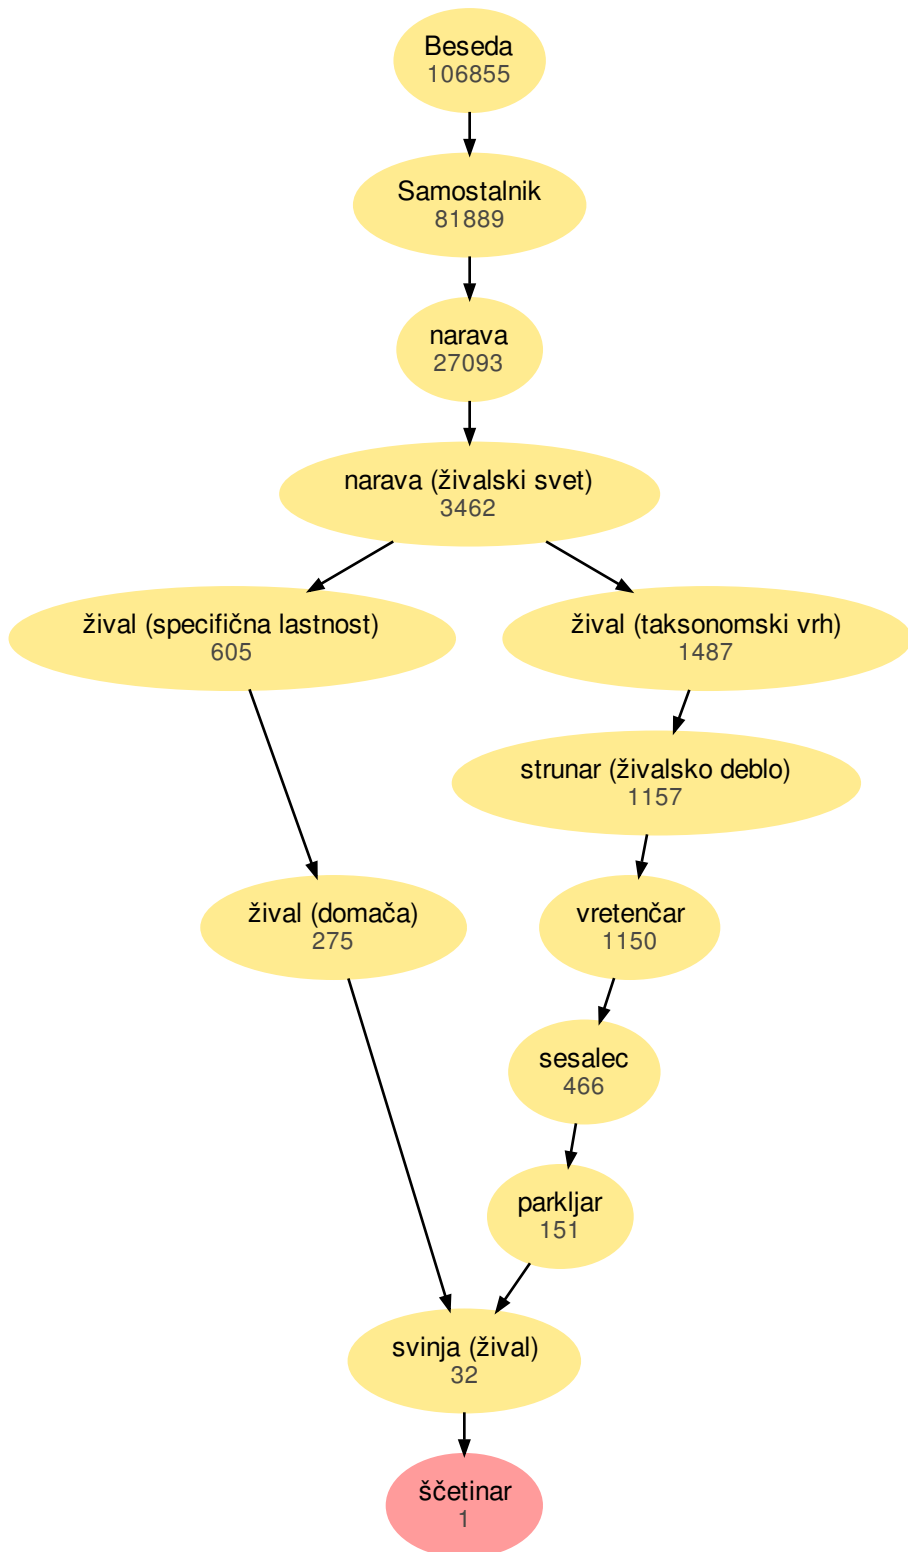 Beseda
106855
Samostalnik
81889
narava
27093
narava (živalski svet)
3462
žival (specifična lastnost)
605
žival (taksonomski vrh)
1487
strunar (živalsko deblo)
1157
žival (domača)
275
vretenčar
1150
sesalec
466
parkljar
151
svinja (žival)
32
ščetinar
1